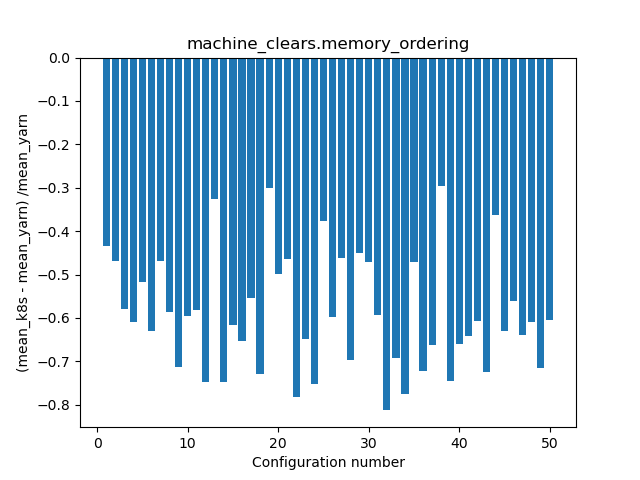 machine_clears.memory_ordering
(mean_k8s - mean_yarn) /mean_yarn
0.0
−0.1
−0.2
−0.3
−0.4
−0.5
−0.6
−0.7
−0.8
0 10 20 30 40 50
Configuration number